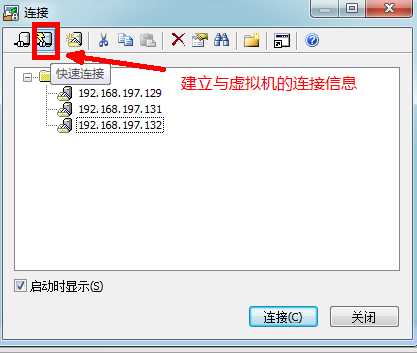 连接
快速连接
建立与虚拟机的连接信息
192.168.197.129
192.168.197.131
192.168.197.132
启动时显示(S)
连接(C)
关闭